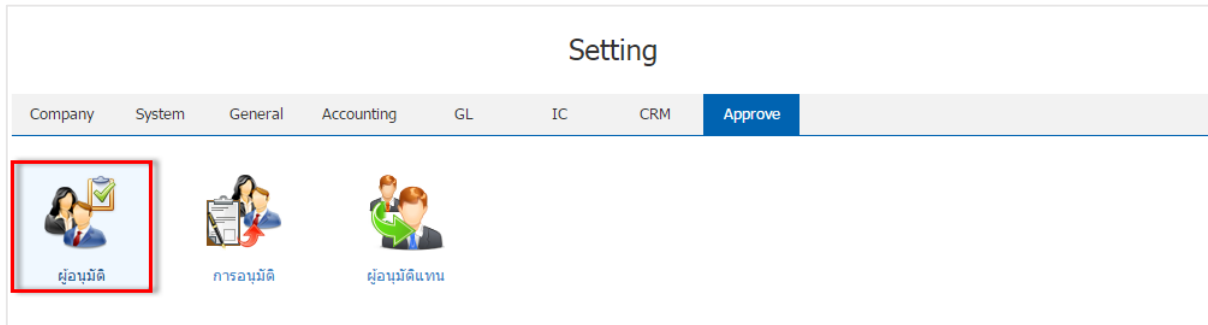 Setting
Company System General Accounting GL IC CRM Approve
ผู้อนุมัติ การอนุมัติ ผู้อนุมัติแทน